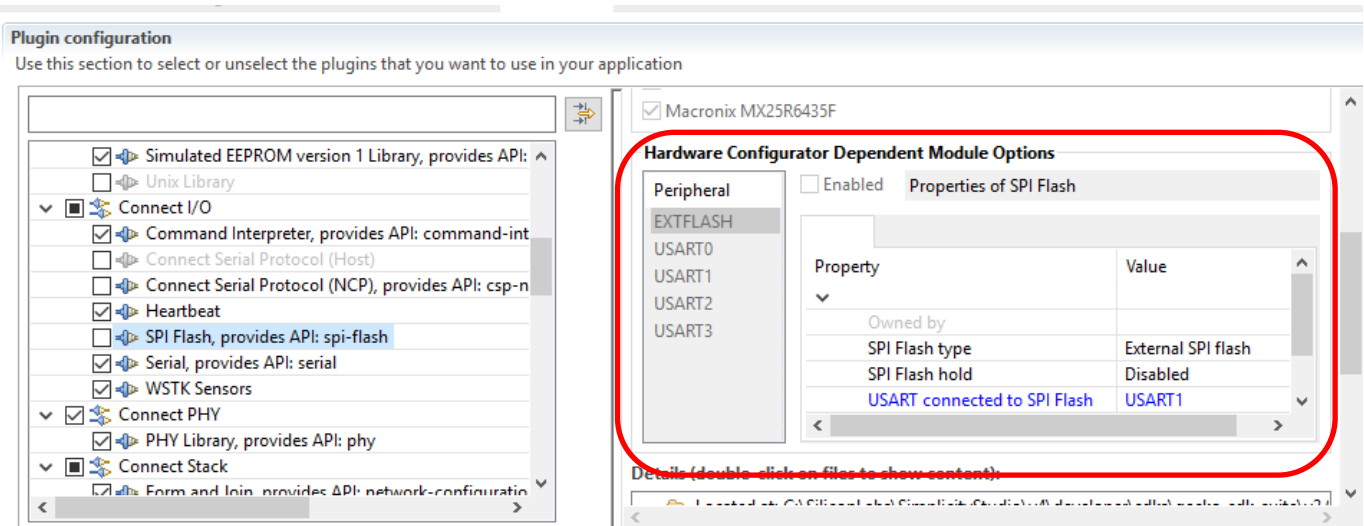 Plugin configuration
Use this section to select or unselect the plugins that you want to use in your application
Simulated EEPROM version 1 Library, provides API:
Unix Library
Connect I/O
Command Interpreter, provides API: command-int
Connect Serial Protocol (Host)
Connect Serial Protocol (NCP), provides API: csp-n
Heartbeat
SPI Flash, provides API: spi-flash
Serial, provides API: serial
WSTK Sensors
Connect PHY
PHY Library, provides API: phy
Connect Stack
Form and Join, provides API: network-configuratio
Macronix MX25R6435F
Hardware Configurator Dependent Module Options
Peripheral
EXTFLASH
USART0
USART1
USART2
USART3
Enabled Properties of SPI Flash
Property Value
Owned by
SPI Flash type External SPI flash
SPI Flash hold Disabled
USART connected to SPI Flash USART1
Details (double-click on files to show content):